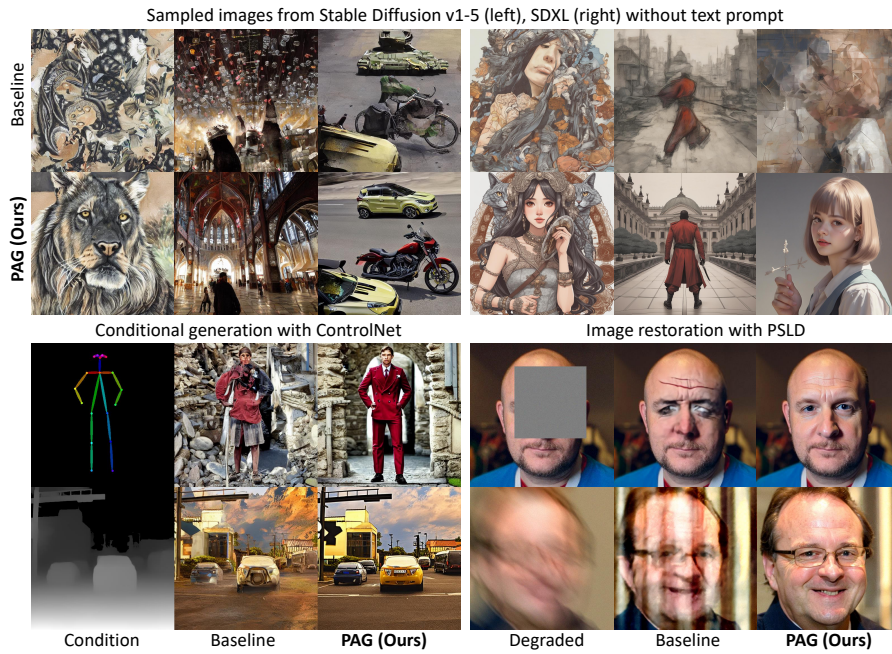 Sampled images from Stable Diffusion v1-5 (left), SDXL (right) without text prompt
Baseline
PAG (Ours)
Conditional generation with ControlNet
Image restoration with PSLD
Condition
Baseline
PAG (Ours)
Degraded
Baseline
PAG (Ours)